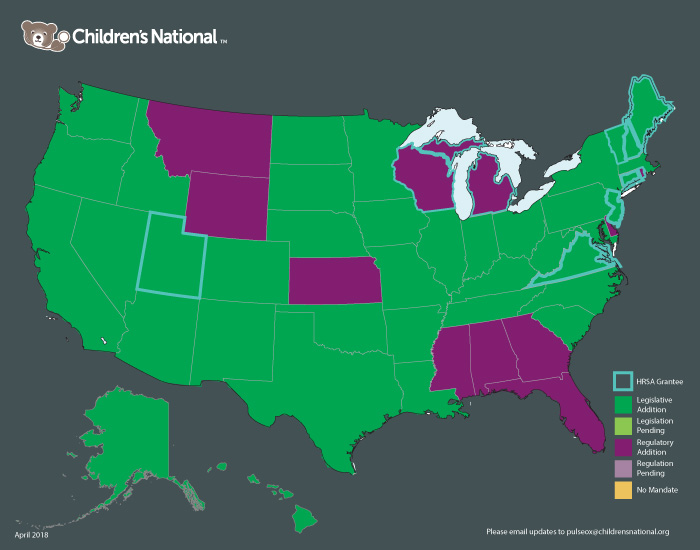 Children's National ™
HRSA Grantee
Legislative
Addition
Legislation
Pending
Regulatory
Addition
Regulation
Pending
No Mandate
April 2018
Please email updates to pulseox@childrensnational.org